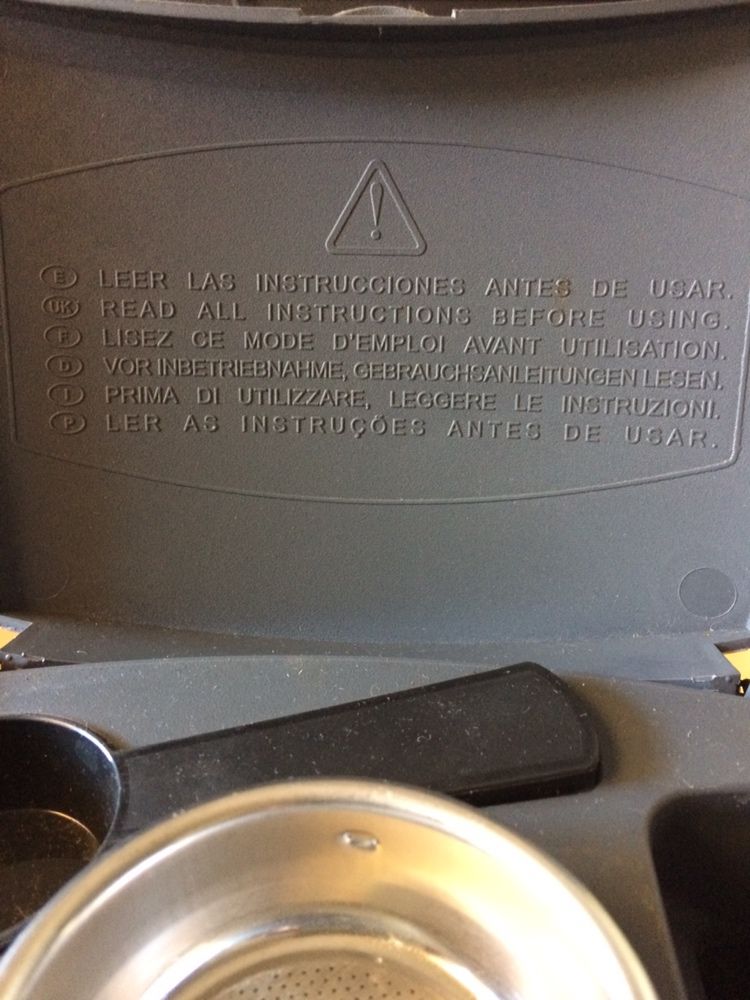 E LEER LAS INSTRUCCIONES ANTES DE USAR.
UK READ ALL INSTRUCTIONS BEFORE USING.
F LISEZ CE MODE D'EMPLOI AVANT UTILISATION.
D VOR INBETRIEBNAHME, GEBRAUCHSANLEITUNGEN LESEN.
I PRIMA DI UTILIZZARE, LEGGERE LE INSTRUZIONI.
P LER AS INSTRUÇÕES ANTES DE USAR.